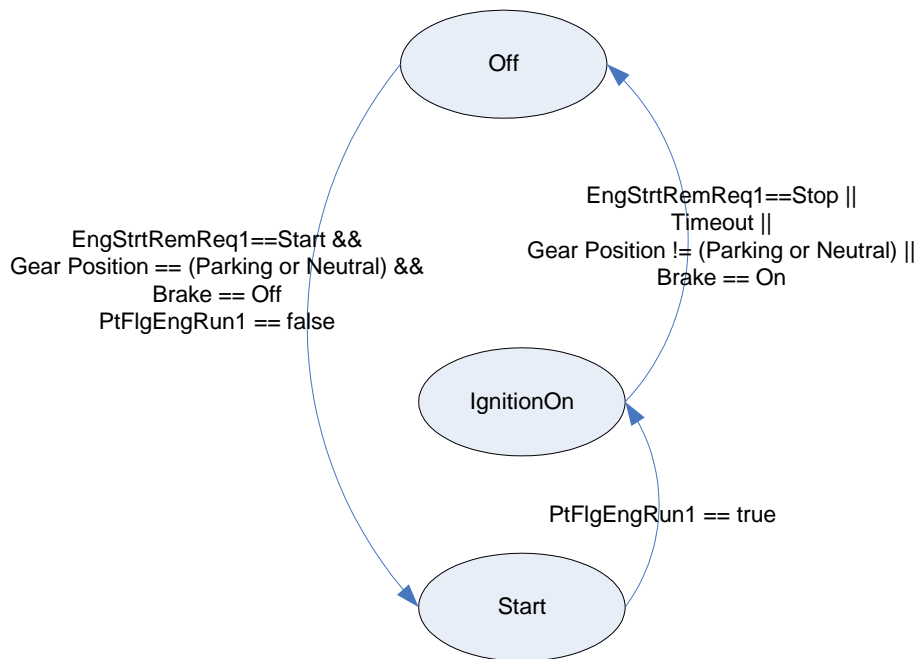 Off
EngStrtRemReq1==Stop ||
Timeout ||
Gear Position != (Parking or Neutral) ||
Brake == On
EngStrtRemReq1==Start &&
Gear Position == (Parking or Neutral) &&
Brake == Off
PtFlgEngRun1 == false
IgnitionOn
PtFlgEngRun1 == true
Start